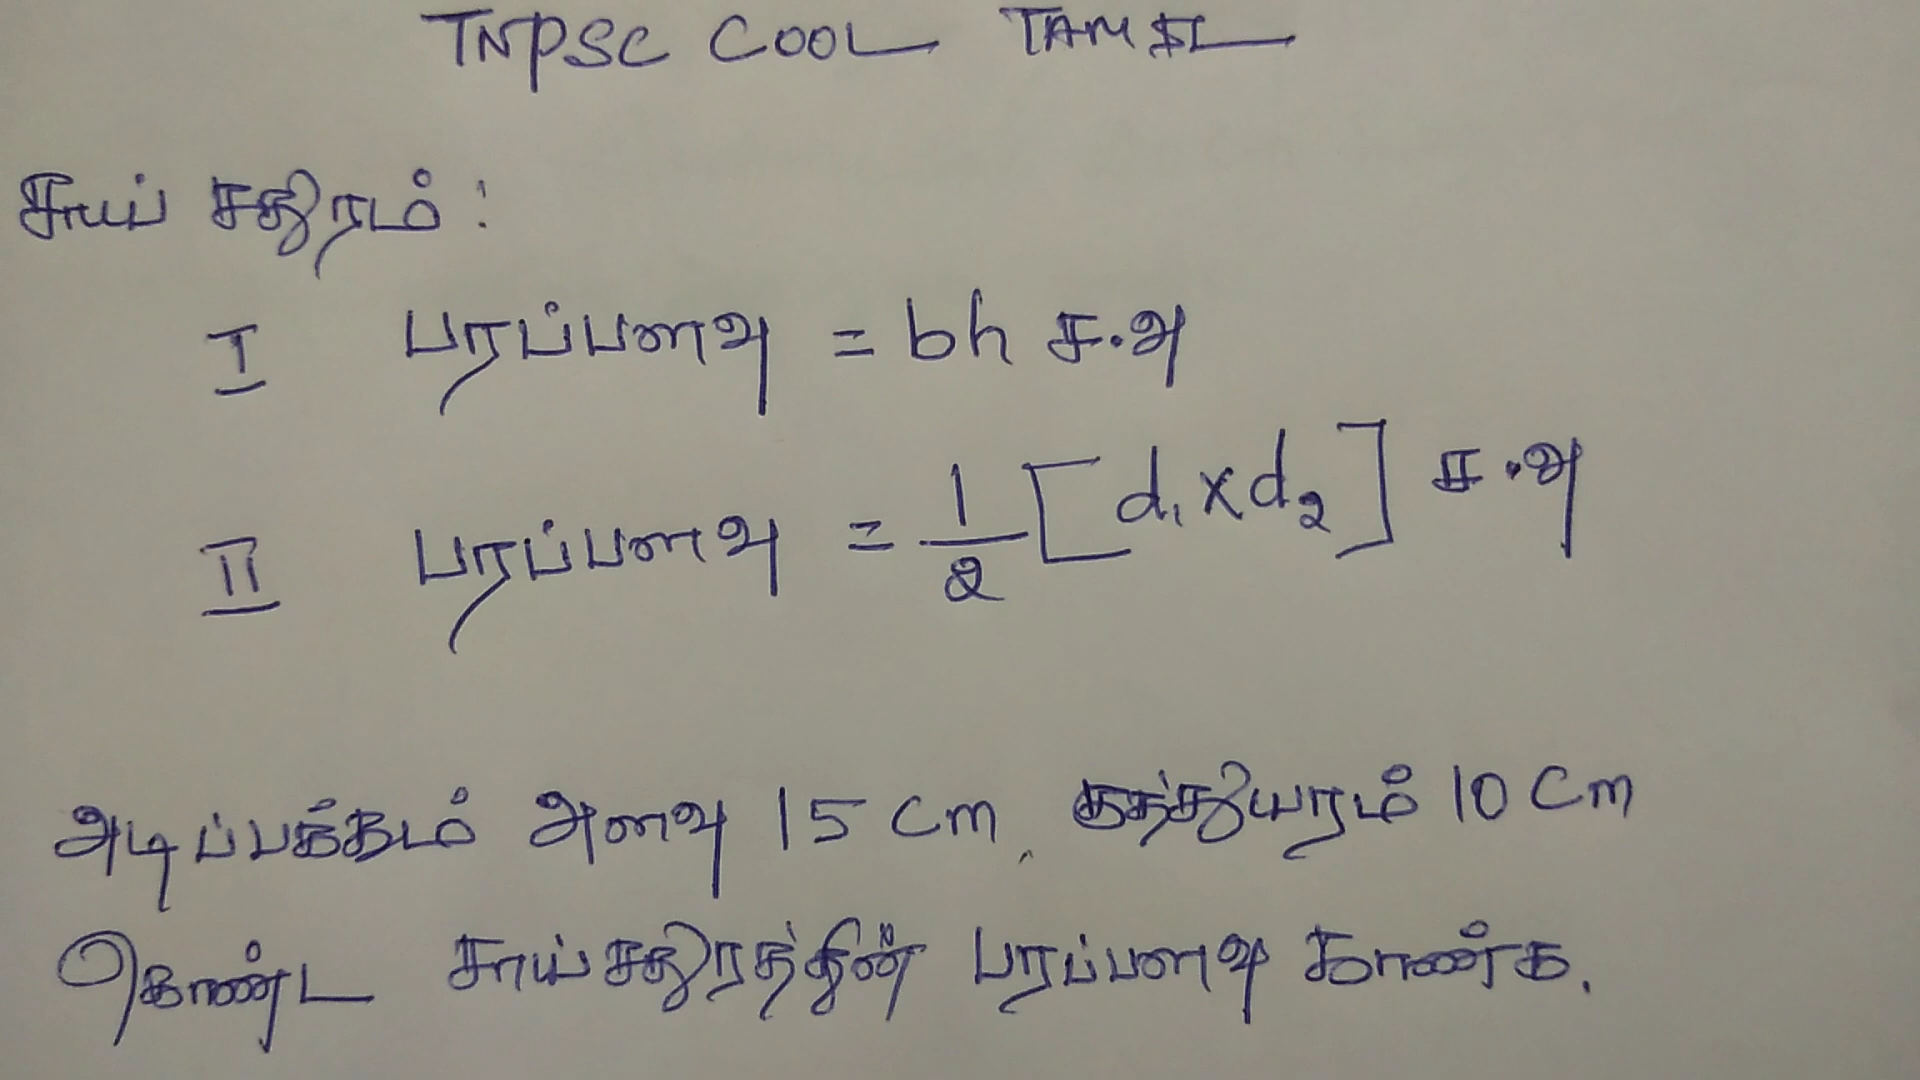 TNPSC COOL TAMIL
சாய் சதுரம் :
I பரப்பளவு = bh ச.அ
II பரப்பளவு = 1/2 [d₁ x d₂] ச.அ
அடிப்பக்கம் அளவு 15 cm, குத்துயரம் 10 cm
கொண்ட சாய்சதுரத்தின் பரப்பளவு காண்க.